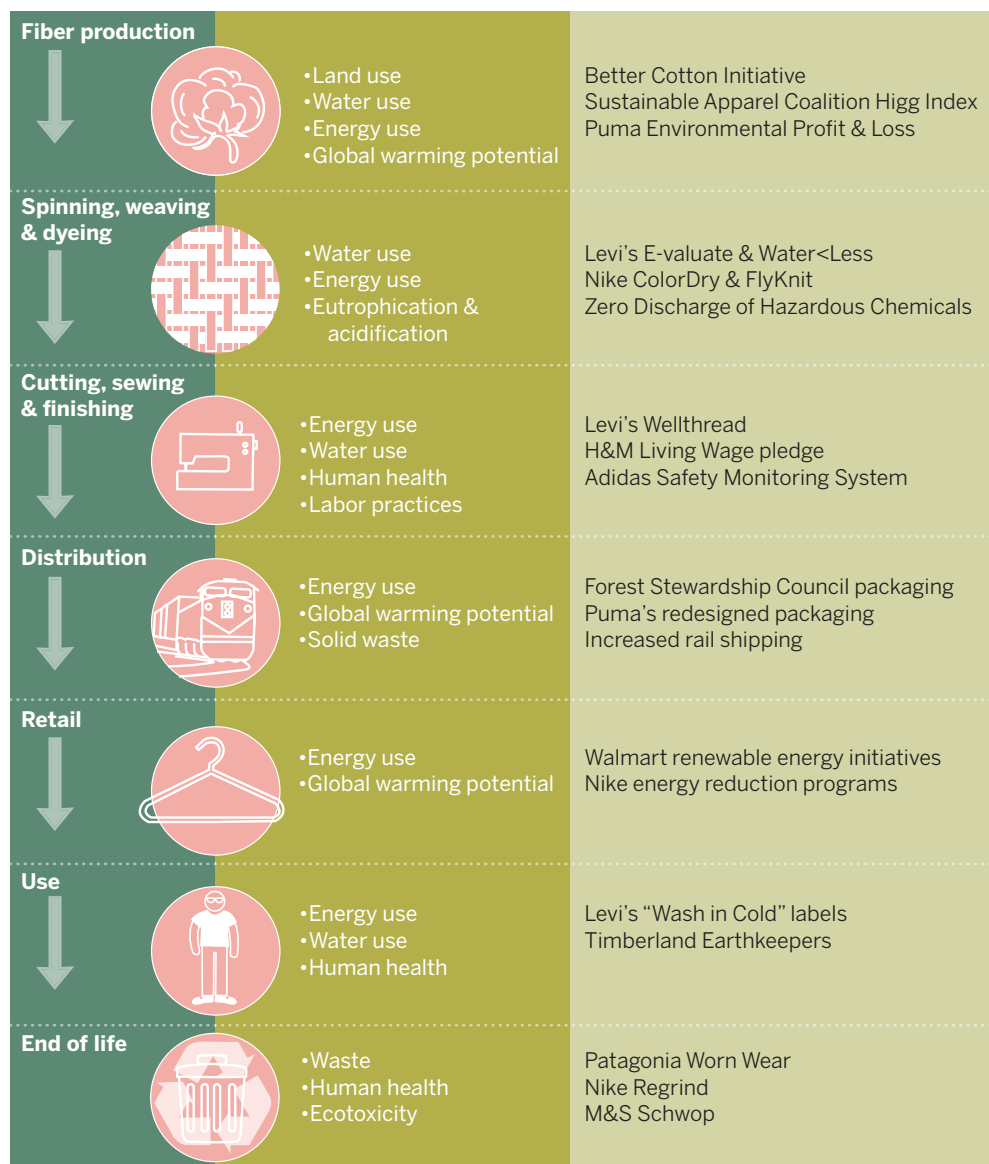 Fiber production
•Land use
•Water use
•Energy use
•Global warming potential
Better Cotton Initiative
Sustainable Apparel Coalition Higg Index
Puma Environmental Profit & Loss
Spinning, weaving
& dyeing
•Water use
•Energy use
•Eutrophication &
acidification
Levi’s E-valuate & Water<Less
Nike ColorDry & FlyKnit
Zero Discharge of Hazardous Chemicals
Cutting, sewing
& finishing
•Energy use
•Water use
•Human health
•Labor practices
Levi’s Wellthread
H&M Living Wage pledge
Adidas Safety Monitoring System
Distribution
•Energy use
•Global warming potential
•Solid waste
Forest Stewardship Council packaging
Puma’s redesigned packaging
Increased rail shipping
Retail
•Energy use
•Global warming potential
Walmart renewable energy initiatives
Nike energy reduction programs
Use
•Energy use
•Water use
•Human health
Levi’s “Wash in Cold” labels
Timberland Earthkeepers
End of life
•Waste
•Human health
•Ecotoxicity
Patagonia Worn Wear
Nike Regrind
M&S Schwop